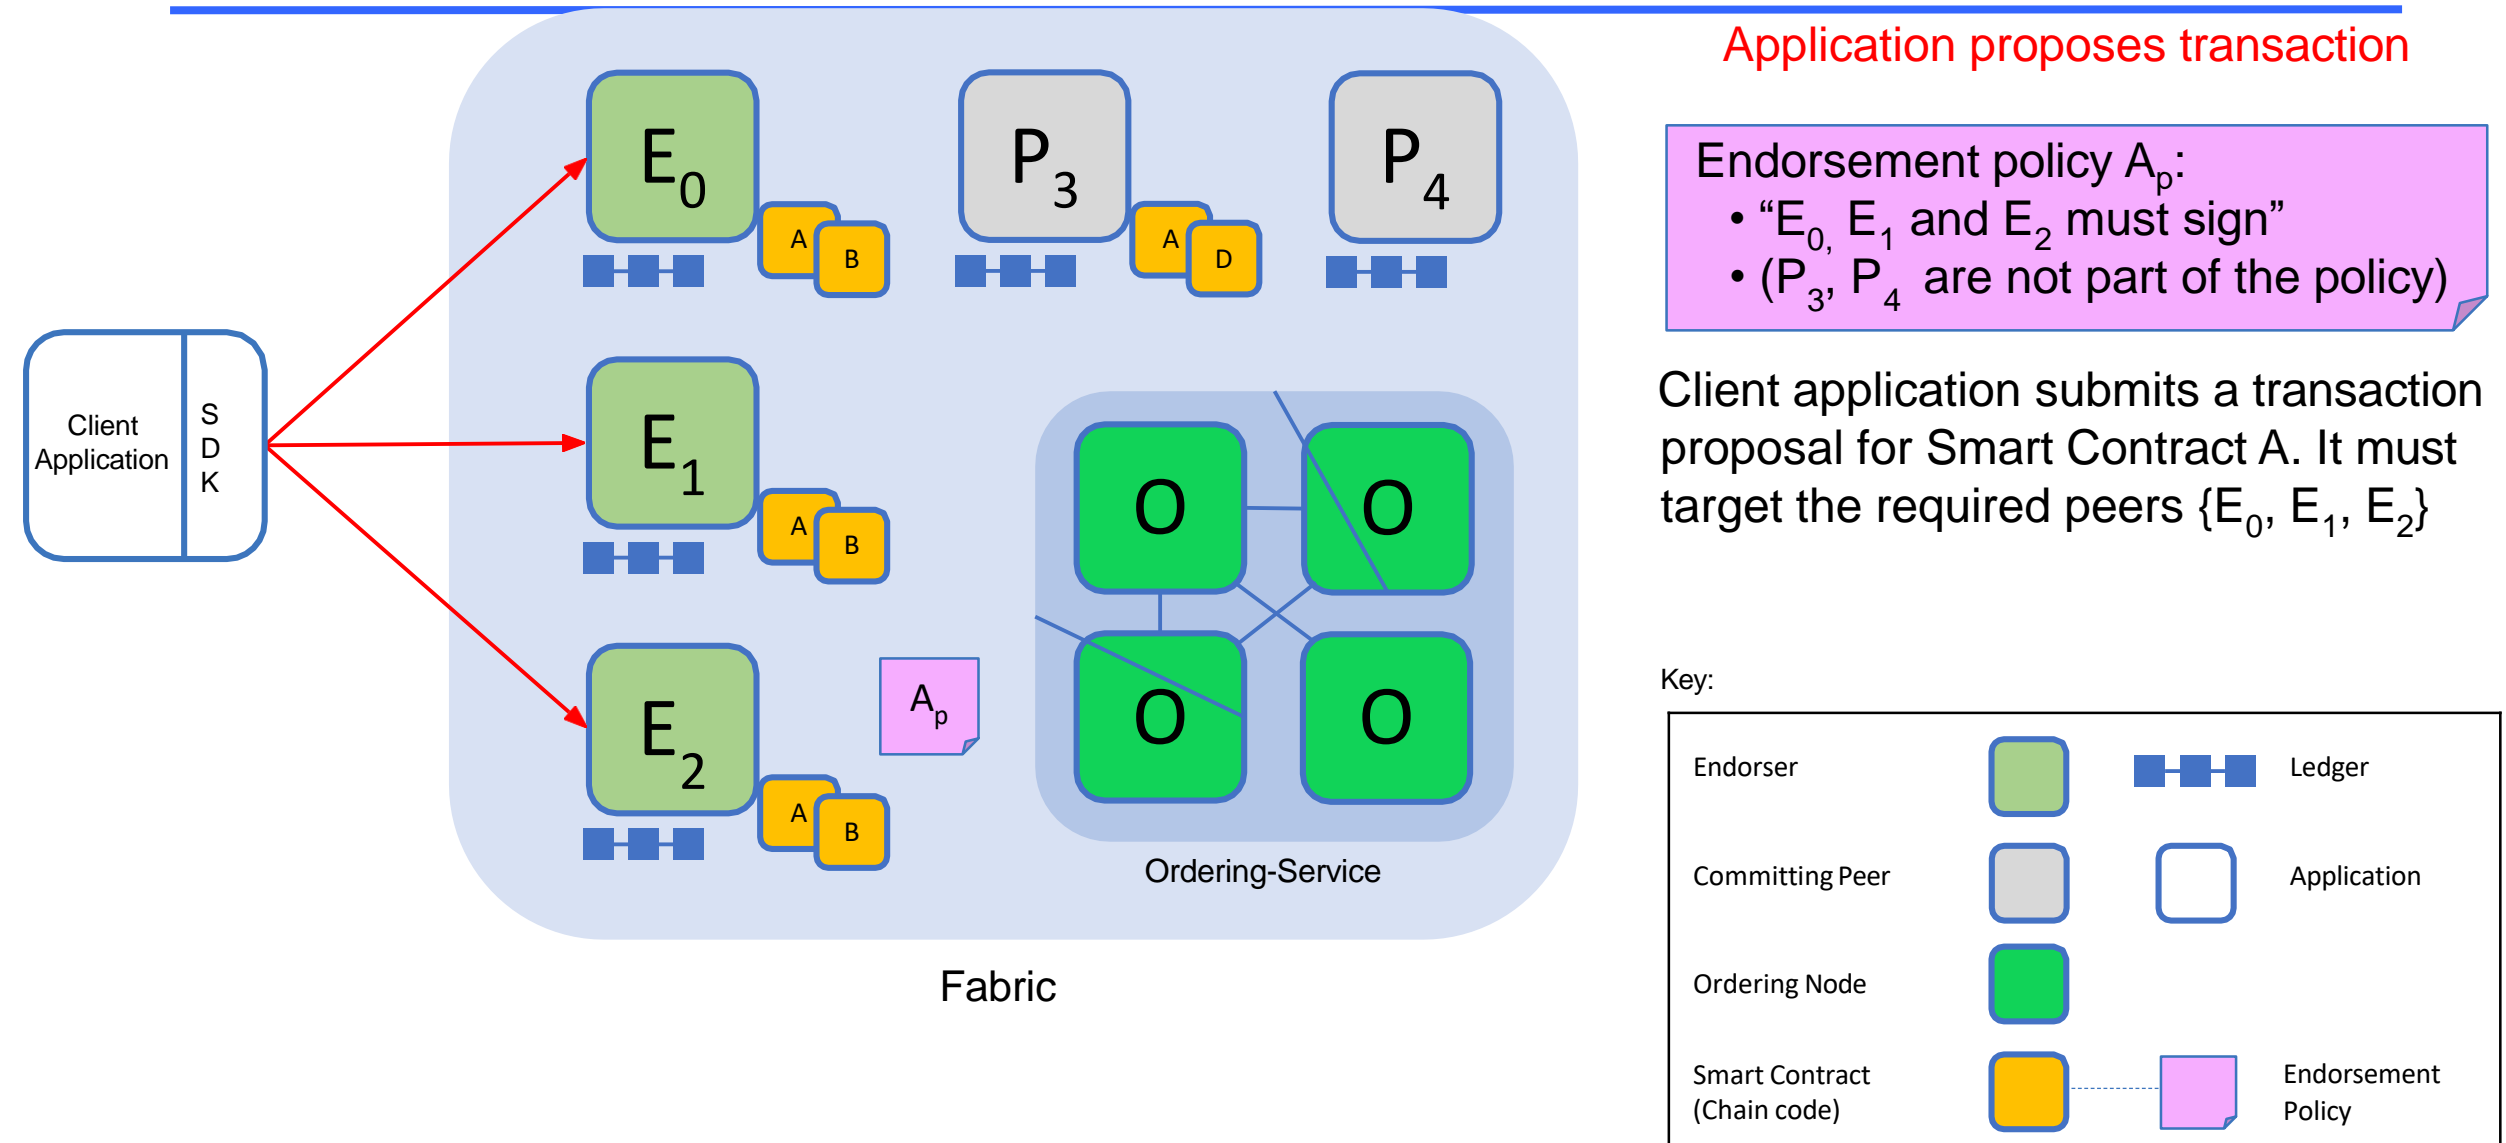 Application proposes transaction
E0
P3
P4
A
B
A
D
Endorsement policy Ap:
• “E0, E1 and E2 must sign”
• (P3, P4 are not part of the policy)
Client
Application
S
D
K
E1
A
B
O
O
Client application submits a transaction
proposal for Smart Contract A. It must
target the required peers {E0, E1, E2}
E2
A
B
Ap
O
O
Ordering-Service
Fabric
Key:
Endorser
Ledger
Committing Peer
Application
Ordering Node
Smart Contract
(Chain code)
Endorsement
Policy